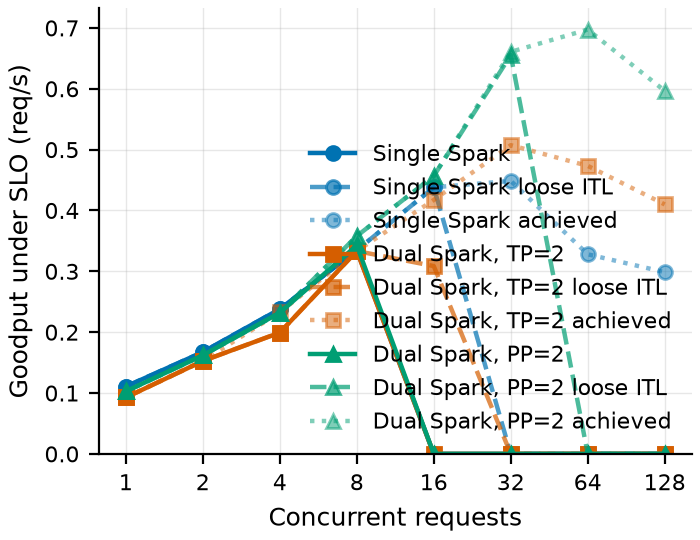 Goodput under SLO (req/s)
0.7
0.6
0.5
0.4
0.3
0.2
0.1
0.0
Single Spark
Single Spark loose ITL
Single Spark achieved
Dual Spark, TP=2
Dual Spark, TP=2 loose ITL
Dual Spark, TP=2 achieved
Dual Spark, PP=2
Dual Spark, PP=2 loose ITL
Dual Spark, PP=2 achieved
1 2 4 8 16 32 64 128
Concurrent requests